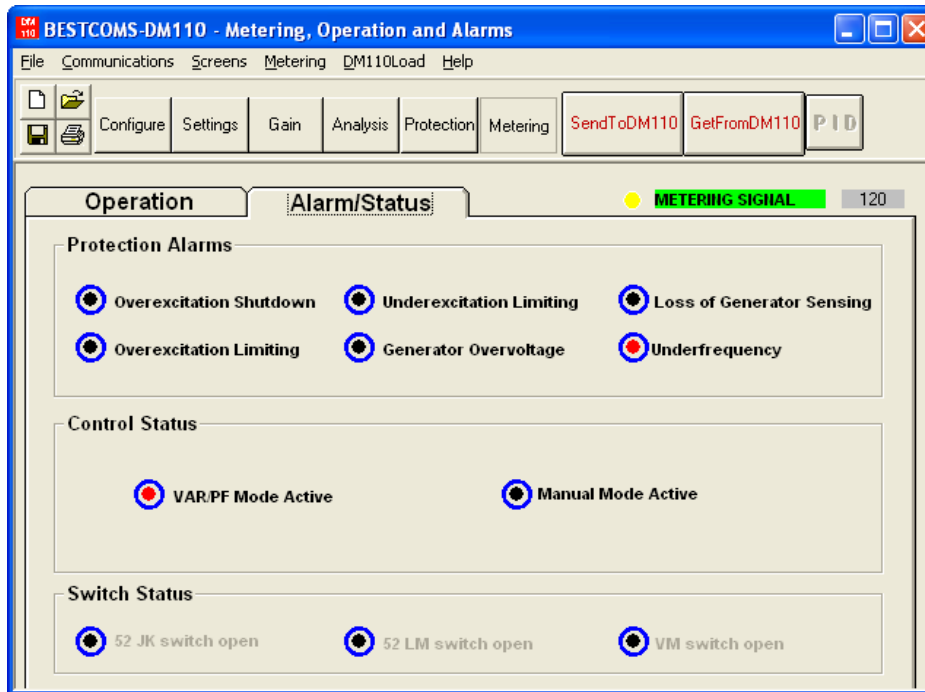 DM 110 BESTCOMS-DM110 - Metering, Operation and Alarms
File Communications Screens Metering DM110Load Help
Configure Settings Gain Analysis Protection Metering SendToDM110 GetFromDM110 P I D
Operation Alarm/Status METERING SIGNAL 120
Protection Alarms
Overexcitation Shutdown Underexcitation Limiting Loss of Generator Sensing
Overexcitation Limiting Generator Overvoltage Underfrequency
Control Status
VAR/PF Mode Active Manual Mode Active
Switch Status
52 JK switch open 52 LM switch open VM switch open